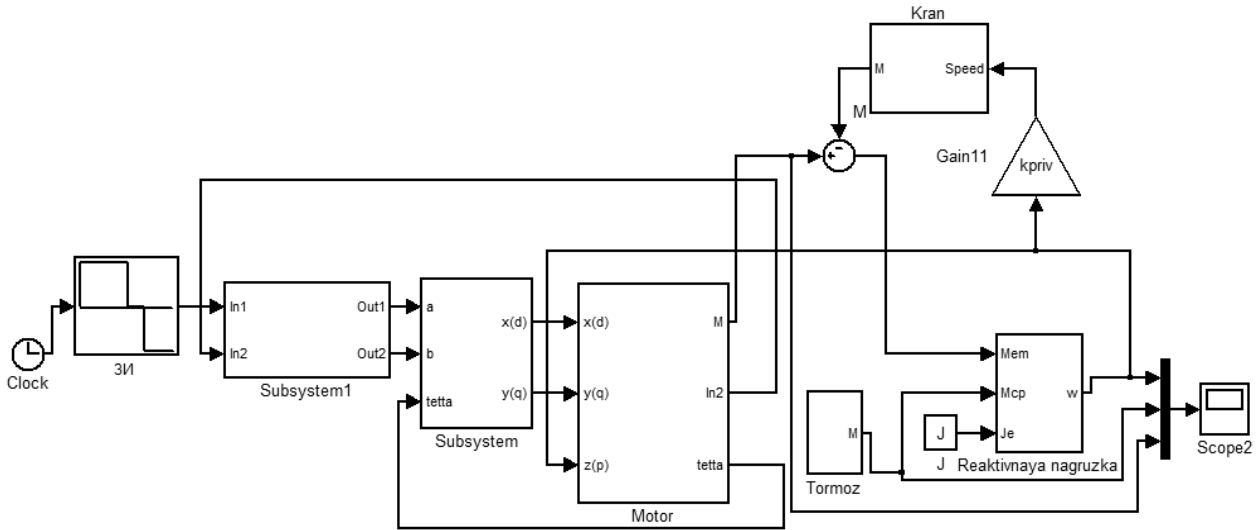 Kran
M
Speed
M
+
-
Gain11
kpriv
Clock
ЗИ
In1
In2
Out1
Out2
Subsystem1
a
b
tetta
x(d)
y(q)
Subsystem
x(d)
y(q)
z(p)
M
In2
tetta
Motor
M
Tormoz
J
J
Mem
Mcp
Je
w
Reaktivnaya nagruzka
Scope2